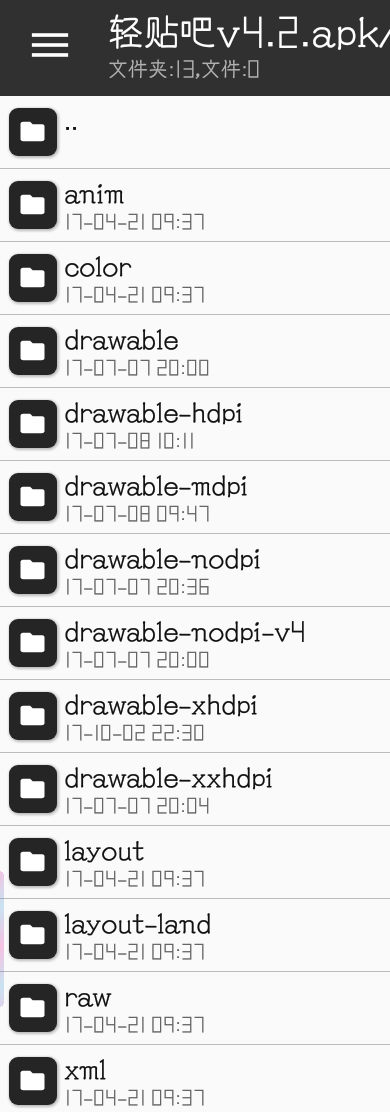 轻贴吧v4.2.apk/
文件夹:13,文件:0
..
anim
17-04-21 09:37
color
17-04-21 09:37
drawable
17-07-07 20:00
drawable-hdpi
17-07-08 10:11
drawable-mdpi
17-07-08 09:47
drawable-nodpi
17-07-07 20:36
drawable-nodpi-v4
17-07-07 20:00
drawable-xhdpi
17-10-02 22:30
drawable-xxhdpi
17-07-07 20:04
layout
17-04-21 09:37
layout-land
17-04-21 09:37
raw
17-04-21 09:37
xml
17-04-21 09:37